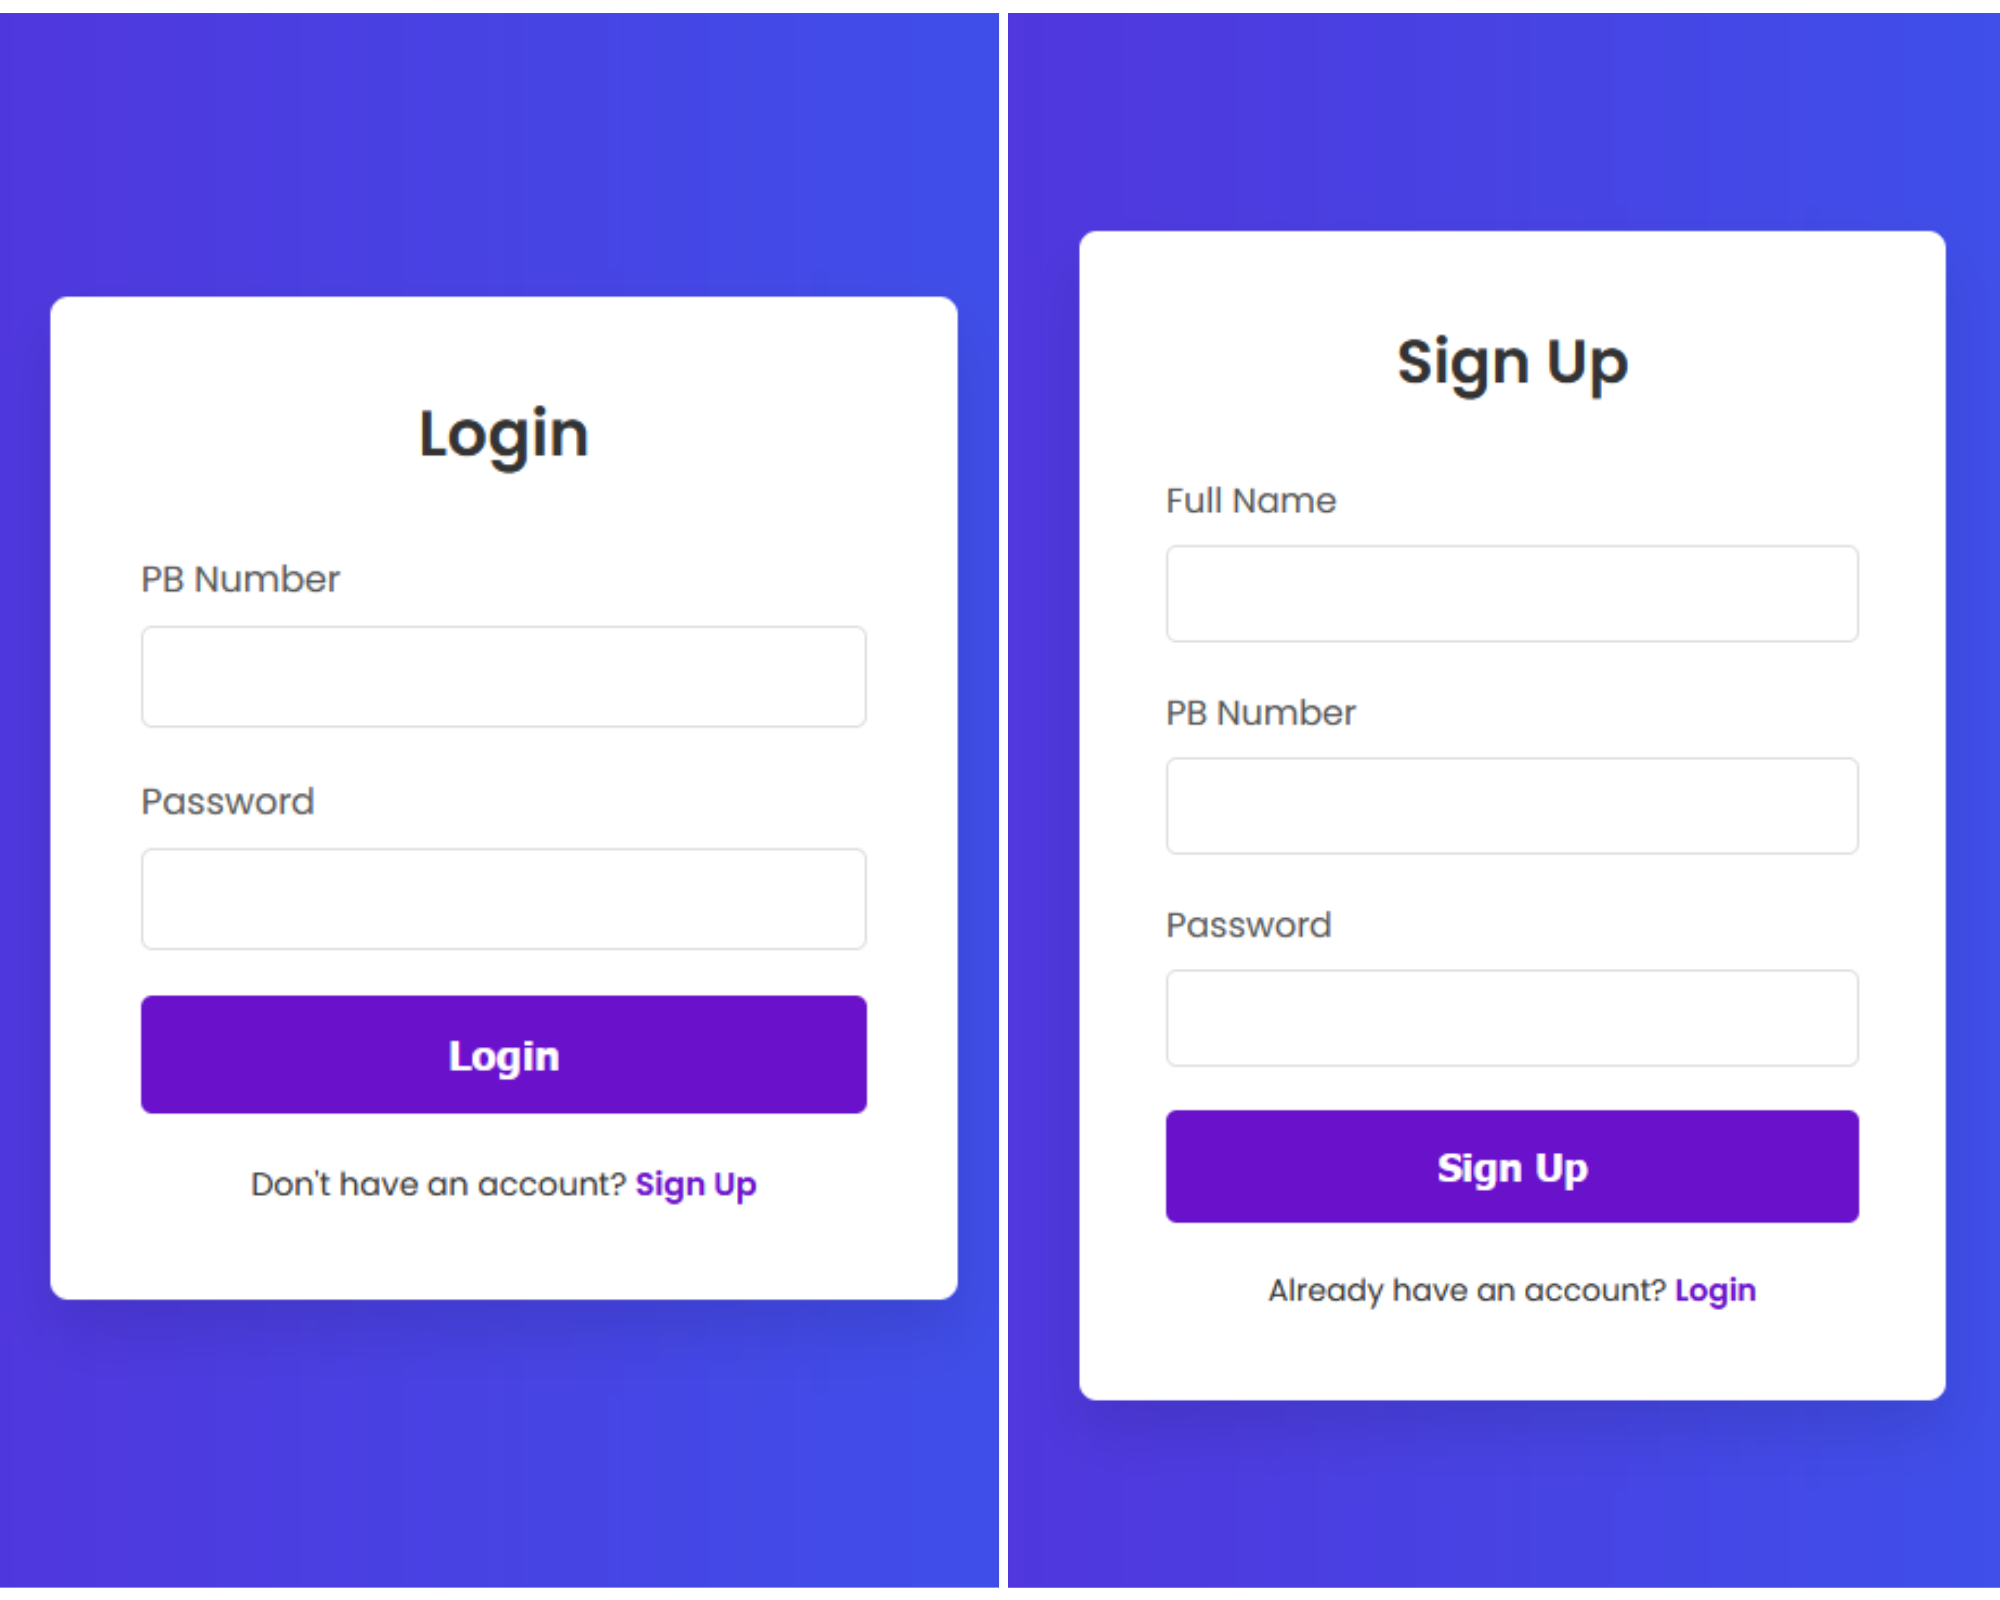 Login
PB Number
Password
Login
Don't have an account? Sign Up
Sign Up
Full Name
PB Number
Password
Sign Up
Already have an account? Login